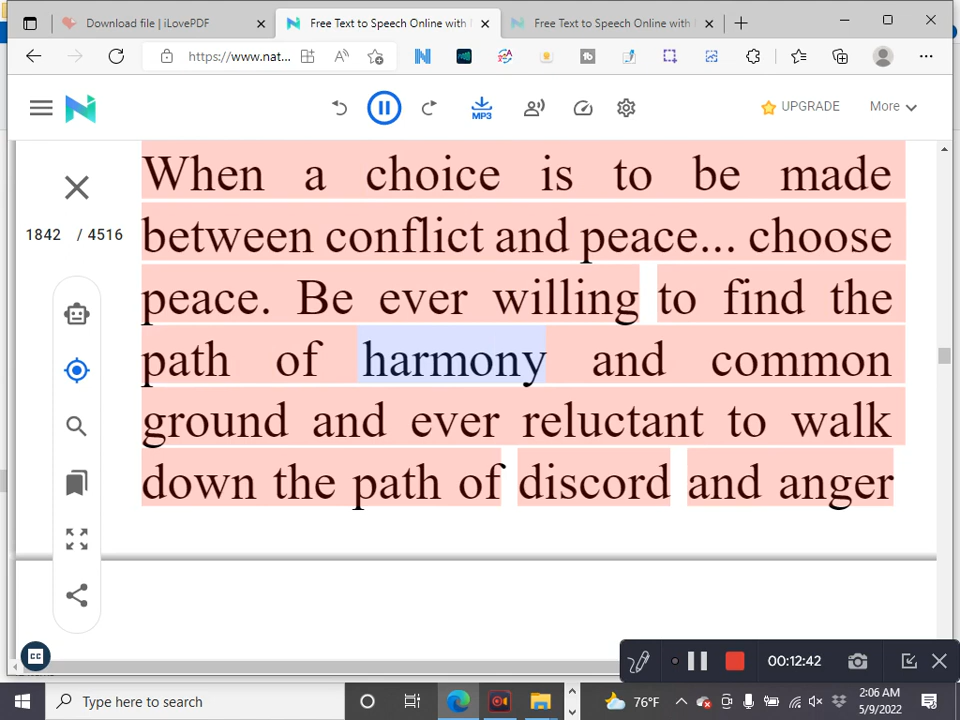 Download file | iLovePDF
Free Text to Speech Online with
Free Text to Speech Online with
https://www.nat...
UPGRADE
More
MP3
1842 / 4516
When a choice is to be made
between conflict and peace... choose
peace. Be ever willing to find the
path of harmony and common
ground and ever reluctant to walk
down the path of discord and anger
CC
00:12:42
Type here to search
76°F
2:06 AM
5/9/2022